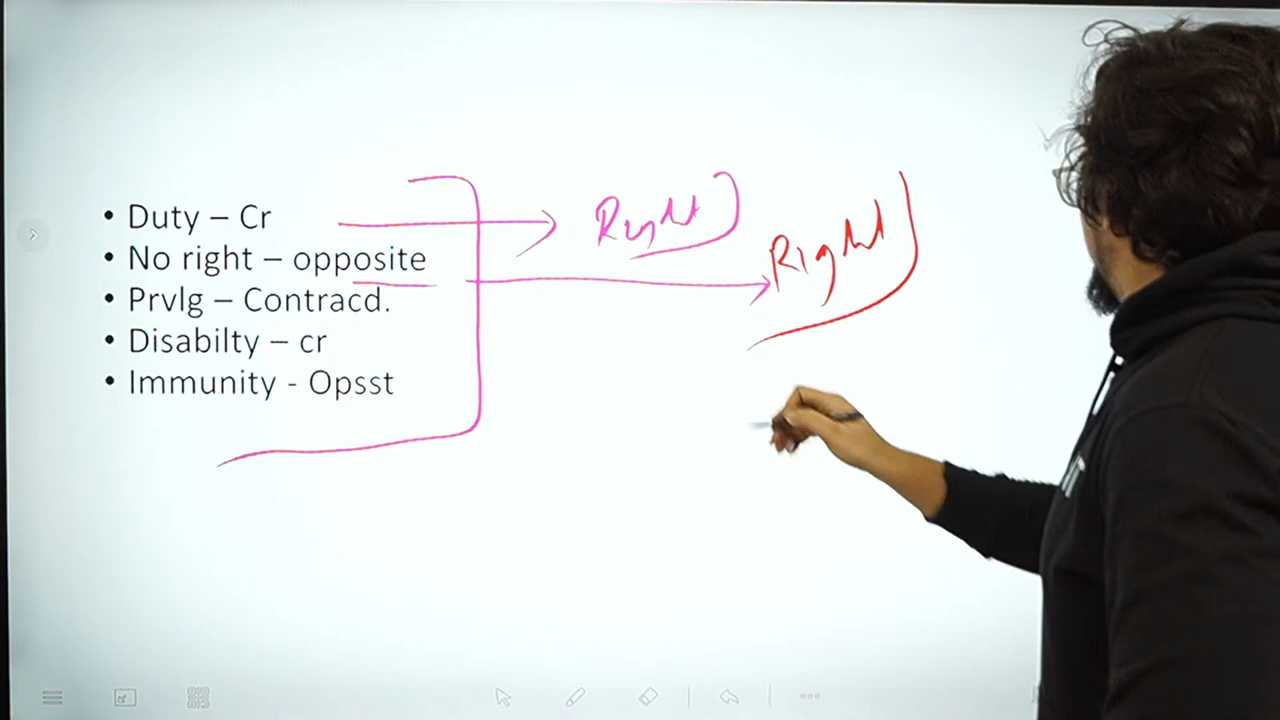 • Duty – Cr
• No right – opposite
• Prvlg – Contracd.
• Disabilty – cr
• Immunity - Opsst
Right
Right